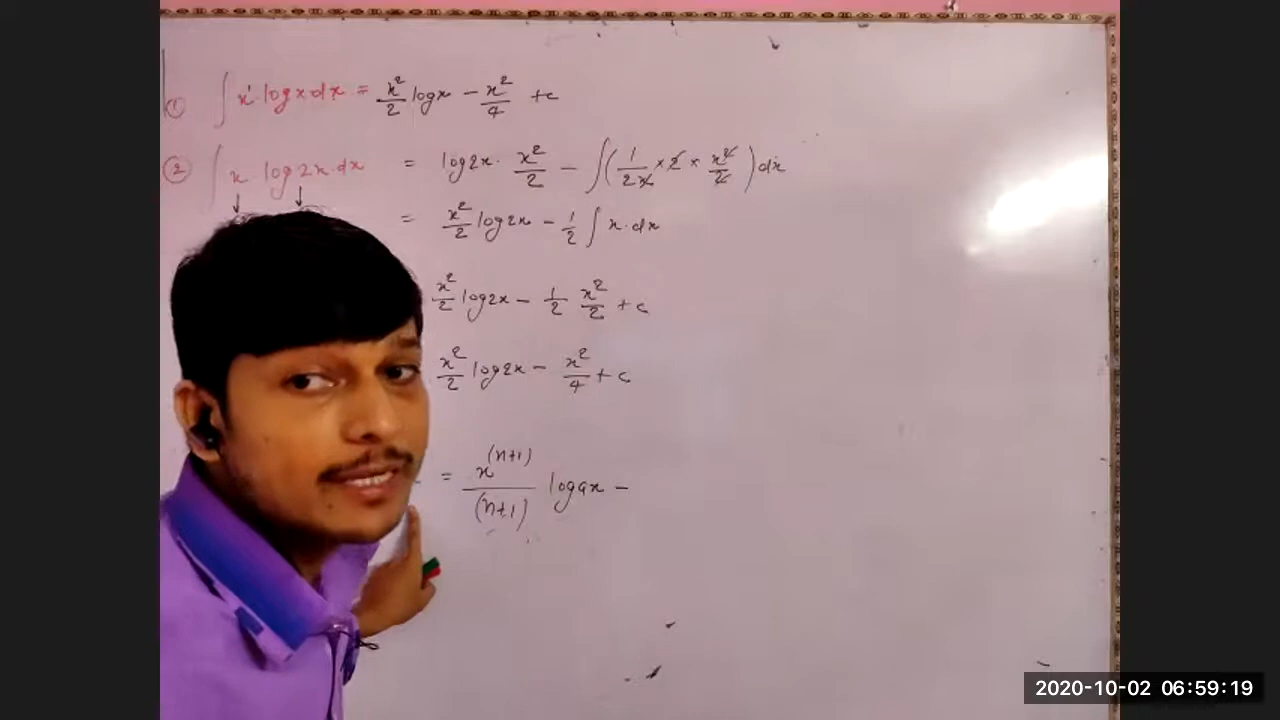 ① ∫ x¹ log x dx = x²/2 log x − x²/4 + c
② ∫ x log 2x dx = log 2x · x²/2 − ∫(1/2x × 2 × x²/2) dx
= x²/2 log 2x − 1/2 ∫ x · dx
x²/2 log 2x − 1/2 x²/2 + c
x²/2 log 2x − x²/4 + c
= x^(n+1)/(n+1) log ax −
2020-10-02 06:59:19